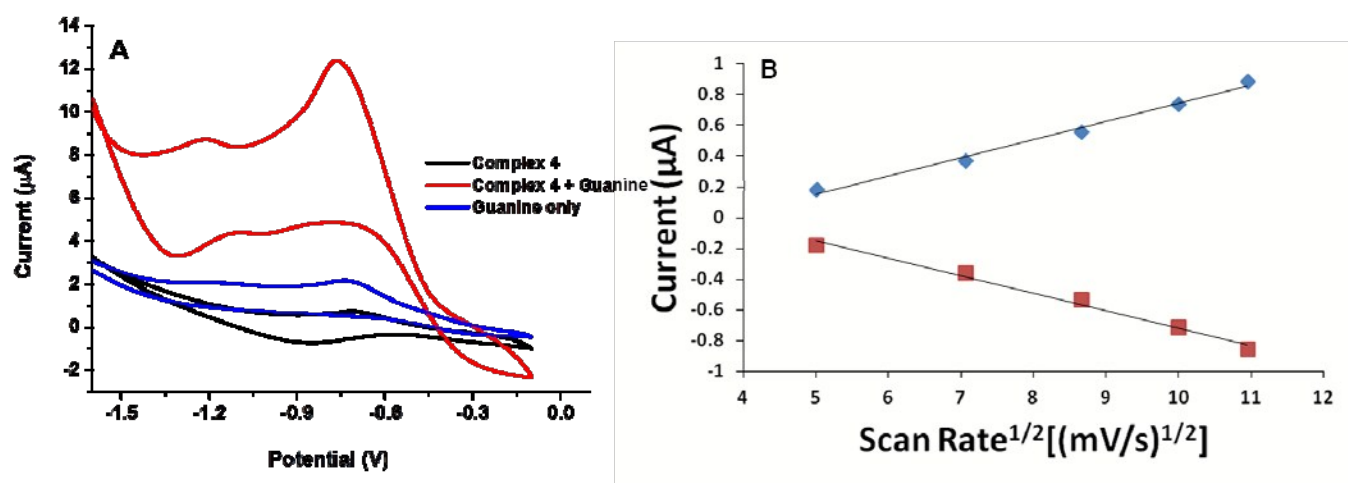 A
14
12
10
8
6
4
2
0
-2
Current (µA)
-1.5 -1.2 -0.9 -0.6 -0.3 0.0
Potential (V)
Complex 4
Complex 4 + Guanine
Guanine only
B
1
0.8
0.6
0.4
0.2
0
-0.2
-0.4
-0.6
-0.8
-1
Current (µA)
4 5 6 7 8 9 10 11 12
Scan Rate1/2[(mV/s)1/2]